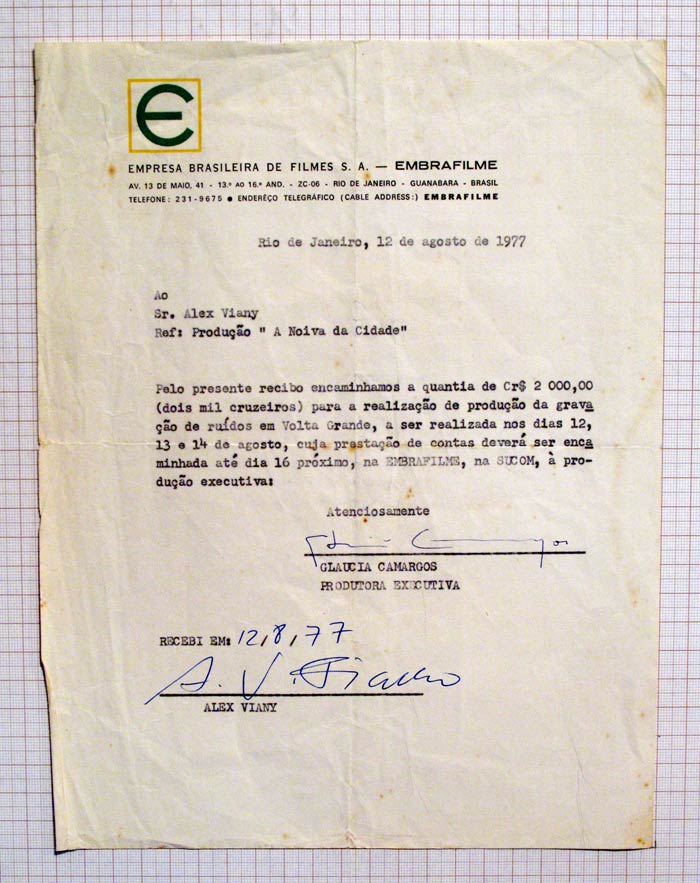 E
EMPRESA BRASILEIRA DE FILMES S. A. — EMBRAFILME
AV. 13 DE MAIO, 41 - 13.º AO 16.º AND. - ZC-06 - RIO DE JANEIRO - GUANABARA - BRASIL
TELEFONE: 231-9675 ● ENDERÊÇO TELEGRÁFICO (CABLE ADDRESS:) EMBRAFILME
Rio de Janeiro, 12 de agosto de 1977
Ao
Sr. Alex Viany
Ref: Produção " A Noiva da Cidade"
Pelo presente recibo encaminhamos a quantia de Cr$ 2 000,00
(dois mil cruzeiros) para a realização de produção da grava
ção de ruídos em Volta Grande, a ser realizada nos dias 12,
13 e 14 de agosto, cuja prestação de contas deverá ser enca
minhada até dia 16 próximo, na EMBRAFILME, na SUCOM, à pro-
dução executiva:
Atenciosamente
GLAUCIA CAMARGOS
PRODUTORA EXECUTIVA
RECEBI EM: 12,8,77
A. V.
ALEX VIANY